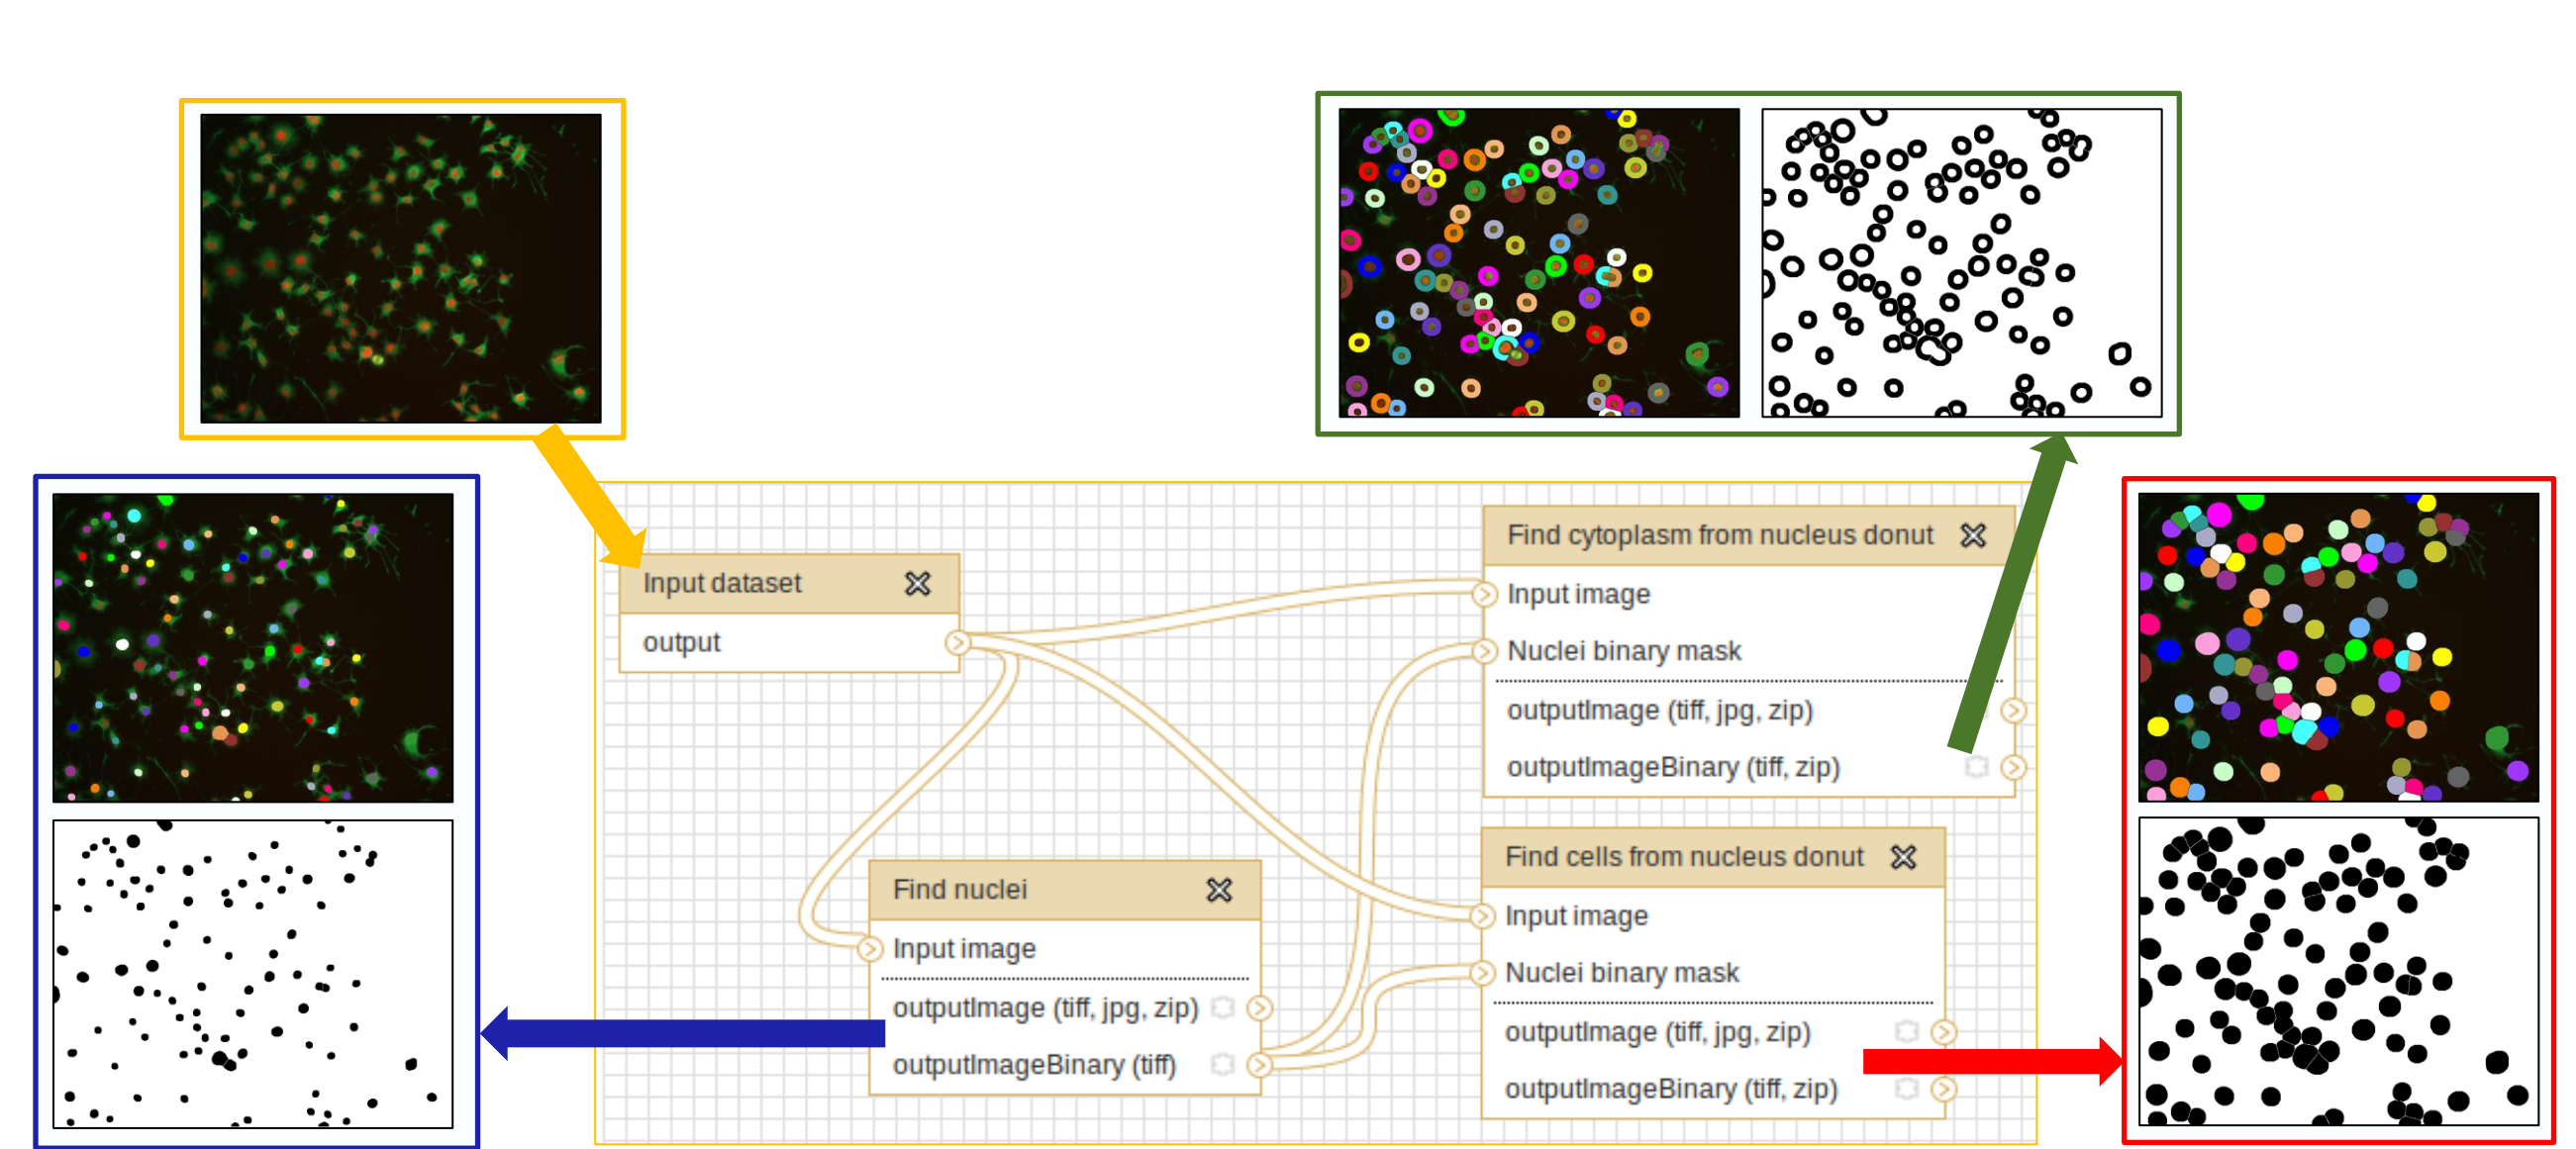 Input dataset
output
Find nuclei
Input image
outputImage (tiff, jpg, zip)
outputImageBinary (tiff)
Find cytoplasm from nucleus donut
Input image
Nuclei binary mask
outputImage (tiff, jpg, zip)
outputImageBinary (tiff, zip)
Find cells from nucleus donut
Input image
Nuclei binary mask
outputImage (tiff, jpg, zip)
outputImageBinary (tiff, zip)